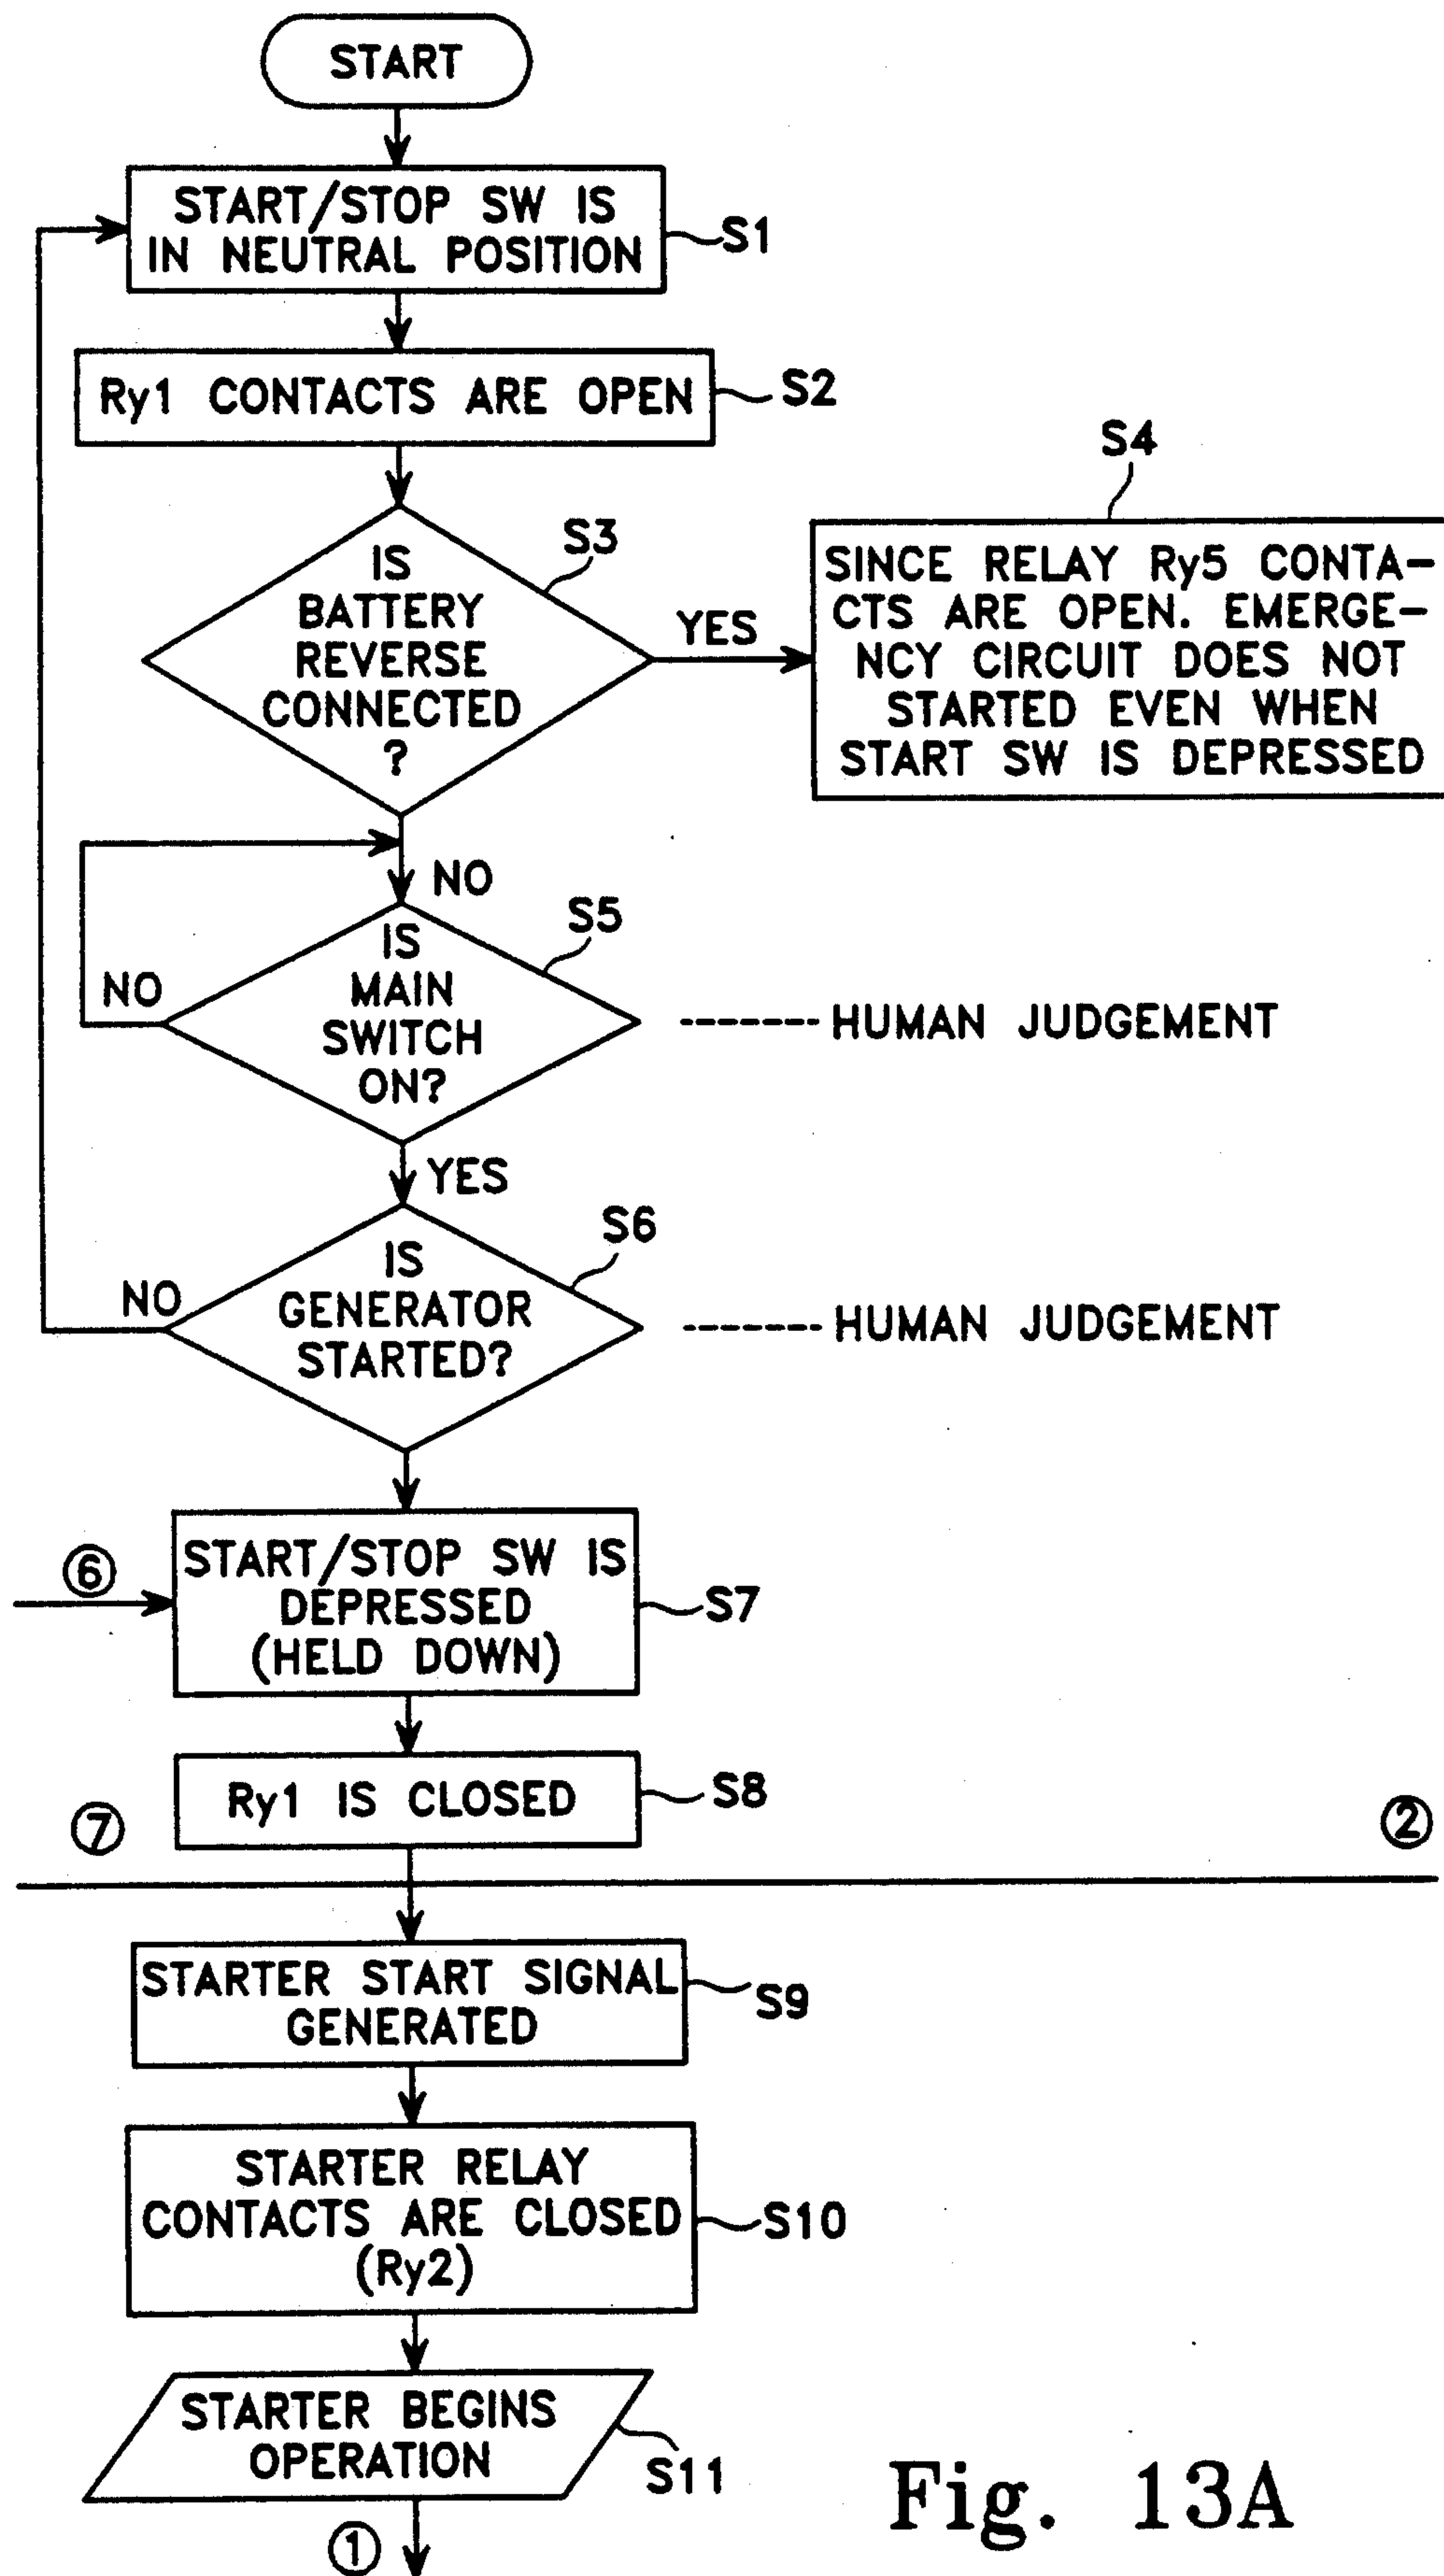 START
START/STOP SW IS
IN NEUTRAL POSITION
S1
Ry1 CONTACTS ARE OPEN
S2
IS
BATTERY
REVERSE
CONNECTED
?
S3
YES
S4
SINCE RELAY Ry5 CONTA-
CTS ARE OPEN. EMERGE-
NCY CIRCUIT DOES NOT
STARTED EVEN WHEN
START SW IS DEPRESSED
NO
IS
MAIN
SWITCH
ON?
S5
NO
------- HUMAN JUDGEMENT
YES
IS
GENERATOR
STARTED?
S6
NO
------- HUMAN JUDGEMENT
⑥
START/STOP SW IS
DEPRESSED
(HELD DOWN)
S7
Ry1 IS CLOSED
S8
⑦
②
STARTER START SIGNAL
GENERATED
S9
STARTER RELAY
CONTACTS ARE CLOSED
(Ry2)
S10
STARTER BEGINS
OPERATION
S11
①
Fig. 13A